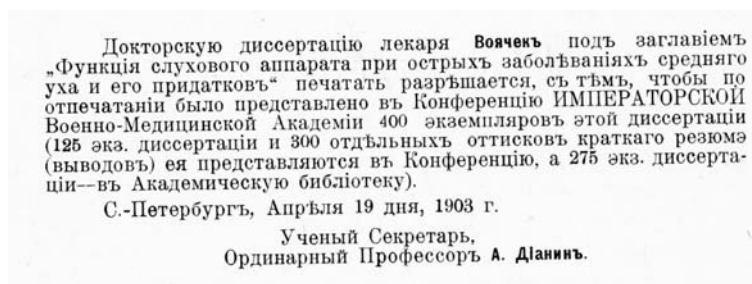 Докторскую диссертацію лекаря Воячекъ подъ заглавіемъ
„Функція слухового аппарата при острыхъ заболѣваніяхъ средняго
уха и его придатковъ“ печатать разрѣшается, съ тѣмъ, чтобы по
отпечатаніи было представлено въ Конференцію ИМПЕРАТОРСКОЙ
Военно-Медицинской Академіи 400 экземпляровъ этой диссертаціи
(125 экз. диссертаціи и 300 отдѣльныхъ оттисковъ краткаго резюмэ
(выводовъ) ея представляются въ Конференцію, а 275 экз. диссерта-
ціи—въ Академическую библіотеку).
С.-Петербургъ, Апрѣля 19 дня, 1903 г.
Ученый Секретарь,
Ординарный Профессоръ А. Діанинъ.